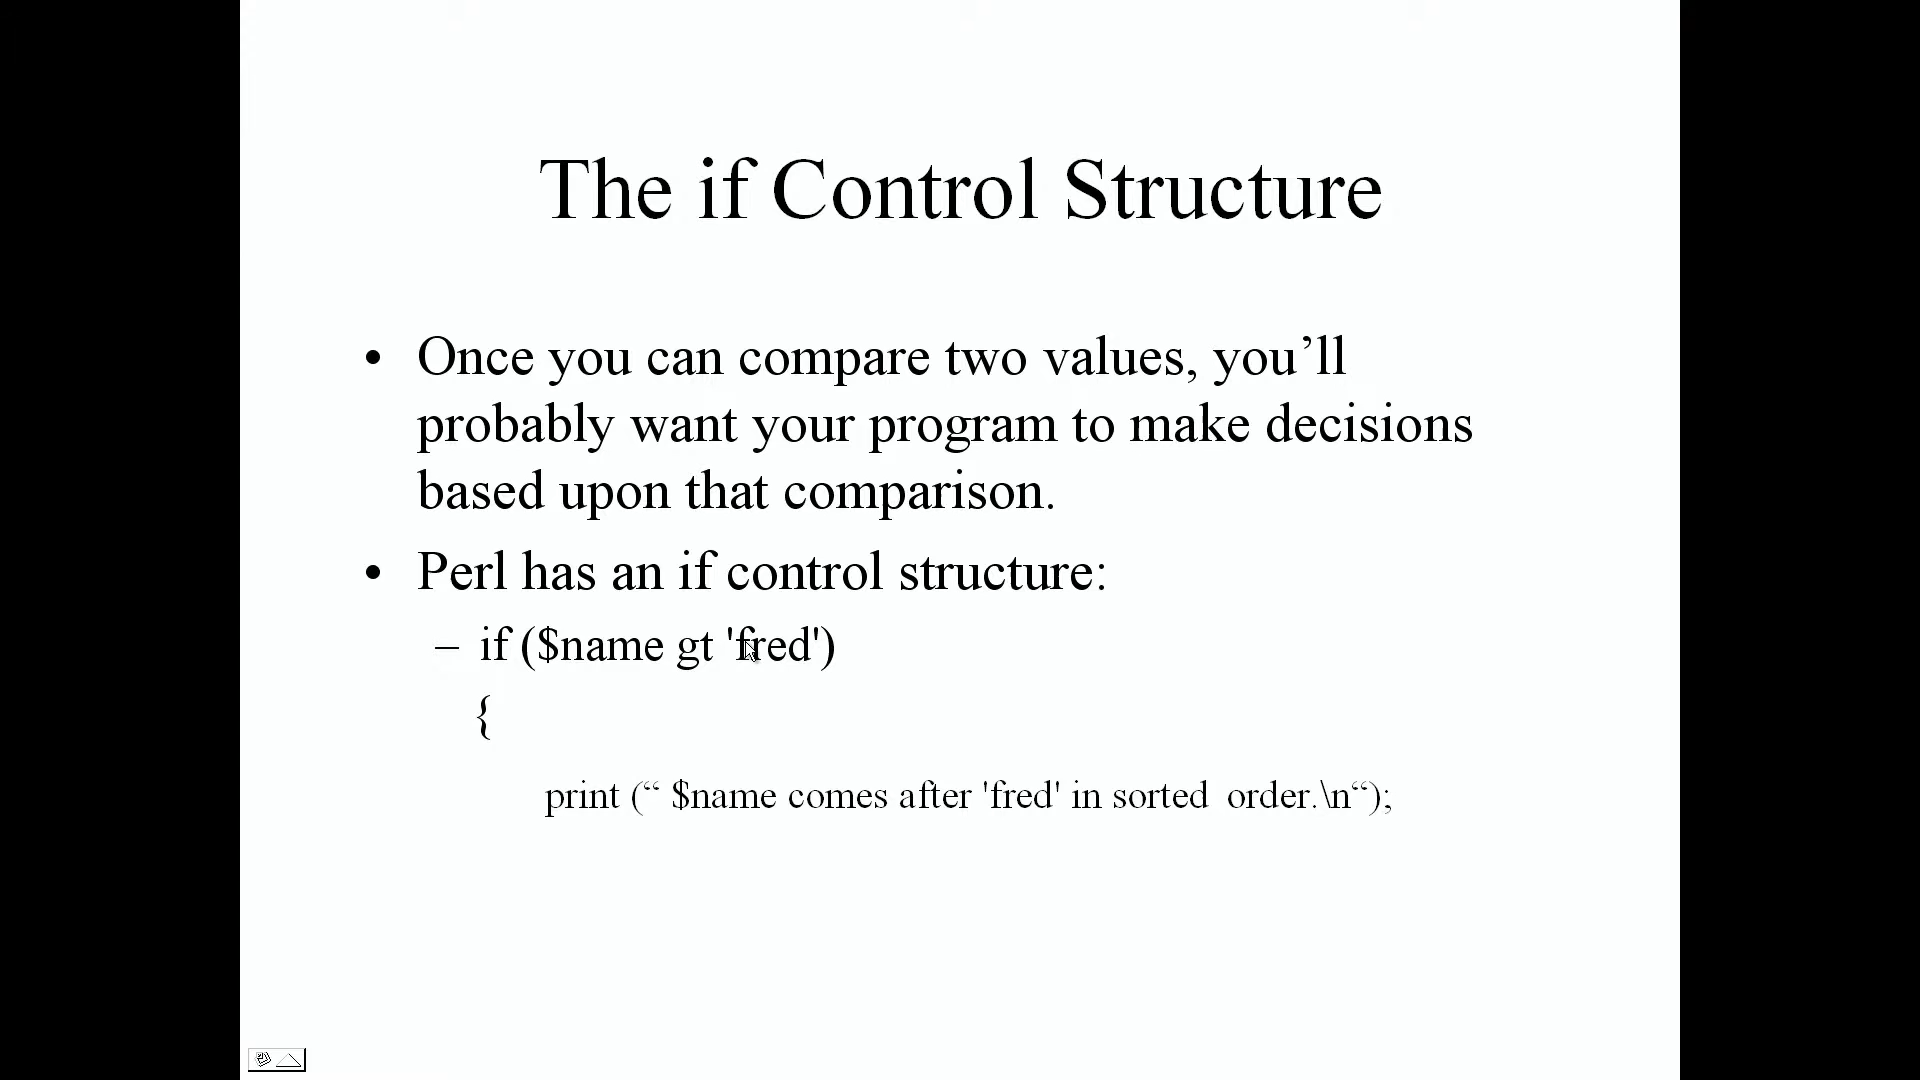 The if Control Structure
• Once you can compare two values, you’ll
probably want your program to make decisions
based upon that comparison.
• Perl has an if control structure:
– if ($name gt 'fred')
{
print (“ $name comes after 'fred' in sorted order.\n“);